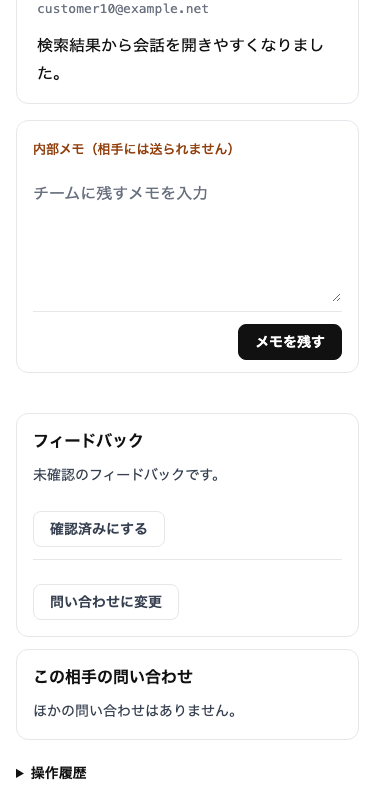 customer10@example.net
検索結果から会話を開きやすくなりまし
た。
内部メモ（相手には送られません）
チームに残すメモを入力
メモを残す
フィードバック
未確認のフィードバックです。
確認済みにする
問い合わせに変更
この相手の問い合わせ
ほかの問い合わせはありません。
操作履歴